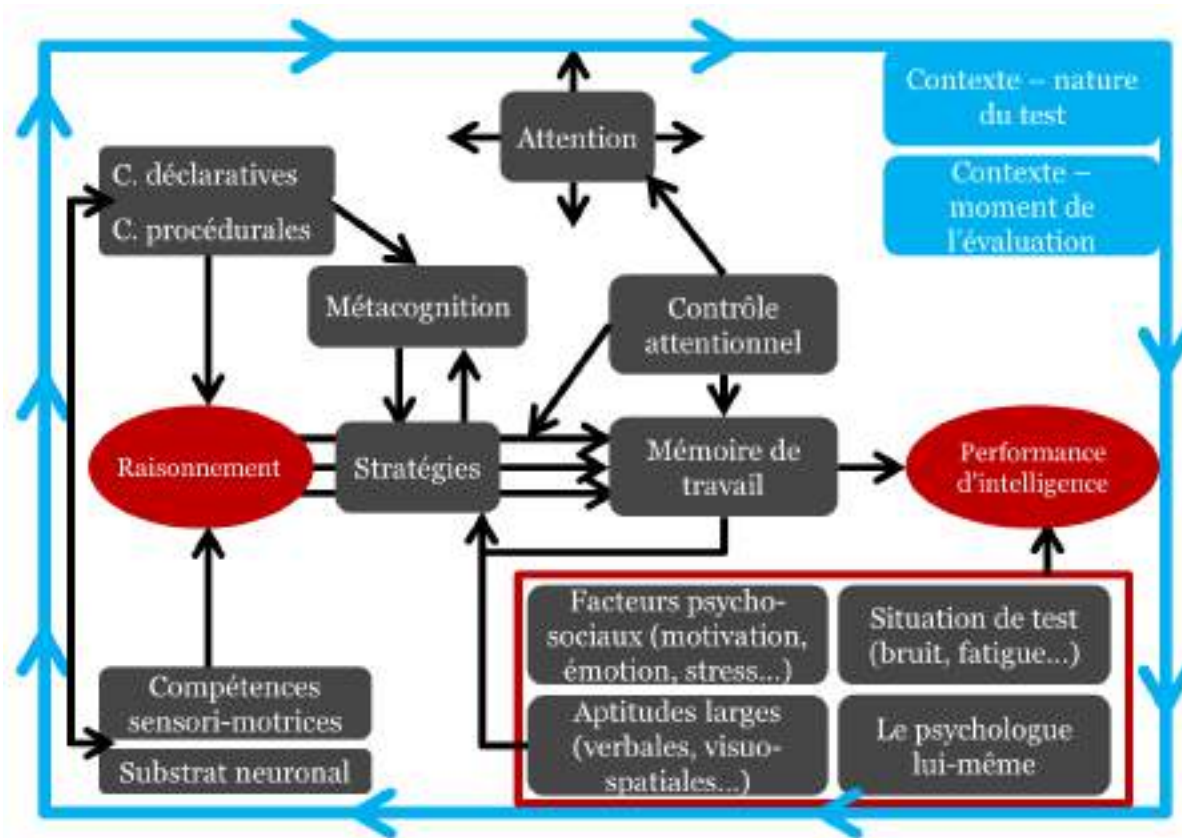 Contexte – nature
du test
Attention
Contexte –
moment de
l'évaluation
C. déclaratives
C. procédurales
Métacognition
Contrôle
attentionnel
Raisonnement
Stratégies
Mémoire de
travail
Performance
d'intelligence
Facteurs psycho-
sociaux (motivation,
émotion, stress...)
Situation de test
(bruit, fatigue...)
Compétences
sensori-motrices
Substrat neuronal
Aptitudes larges
(verbales, visuo-
spatiales...)
Le psychologue
lui-même